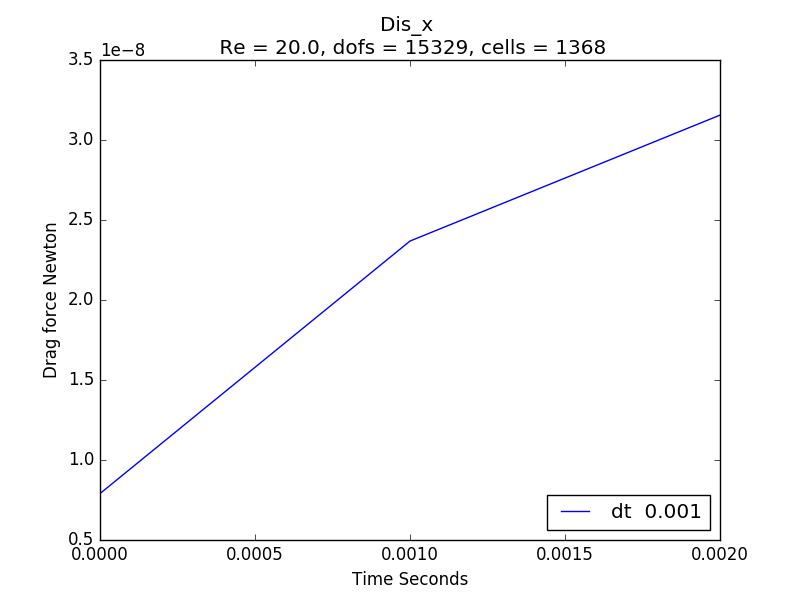 Dis_x
Re = 20.0, dofs = 15329, cells = 1368
1e−8
3.5
3.0
2.5
2.0
1.5
1.0
0.5
Drag force Newton
dt 0.001
0.0000 0.0005 0.0010 0.0015 0.0020
Time Seconds